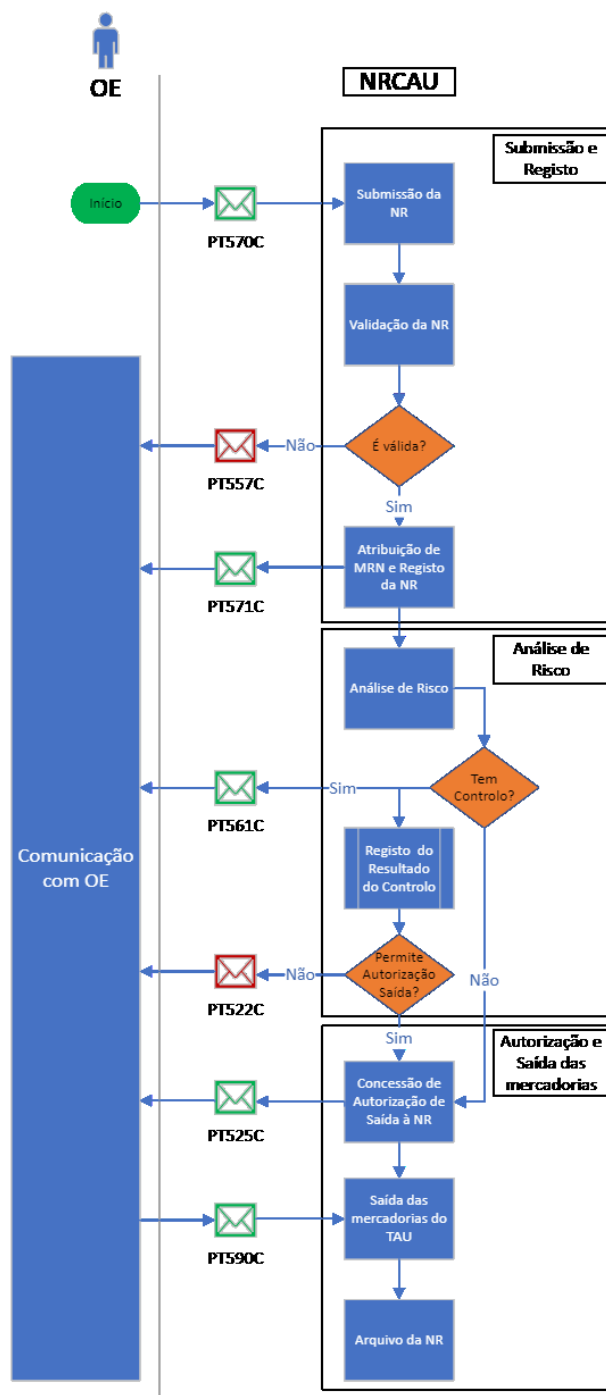 OE
NRCAU
Submissão e
Registo
Início
PT570C
Submissão da
NR
Validação da NR
É válida?
Não
PT557C
Sim
Atribuição de
MRN e Registo
da NR
PT571C
Análise de
Risco
Análise de Risco
Tem
Controlo?
Sim
PT561C
Registo do
Resultado
do Controlo
Comunicação
com OE
Permite
Autorização
Saída?
Não
Não
PT522C
Sim
Autorização e
Saída das
mercadorias
Concessão de
Autorização de
Saída à NR
PT525C
Saída das
mercadorias do
TAU
PT590C
Arquivo da NR